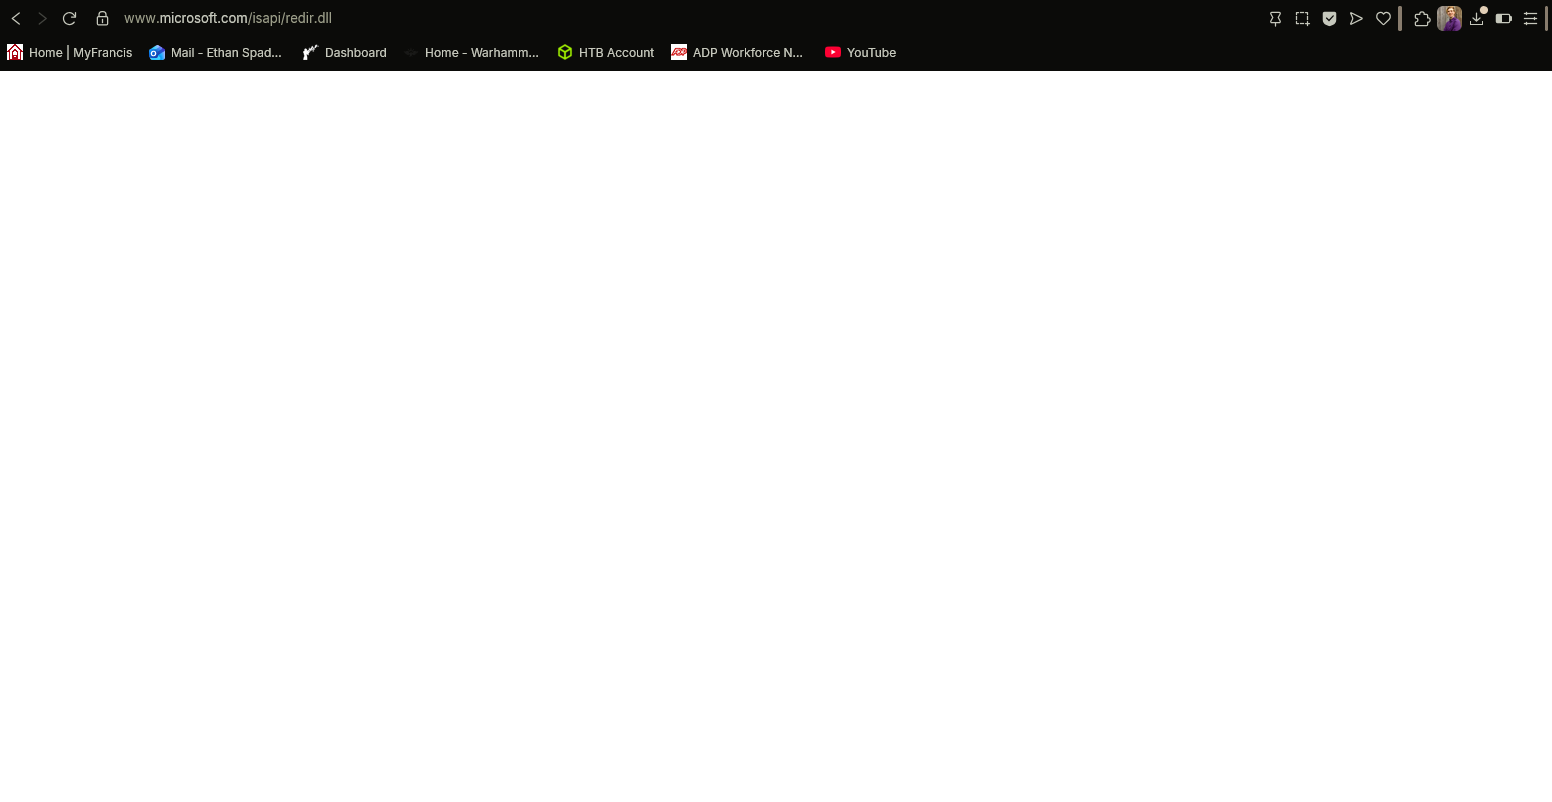 www.microsoft.com/isapi/redir.dll
Home | MyFrancis Mail - Ethan Spad... Dashboard Home - Warhamm... HTB Account ADP Workforce N... YouTube